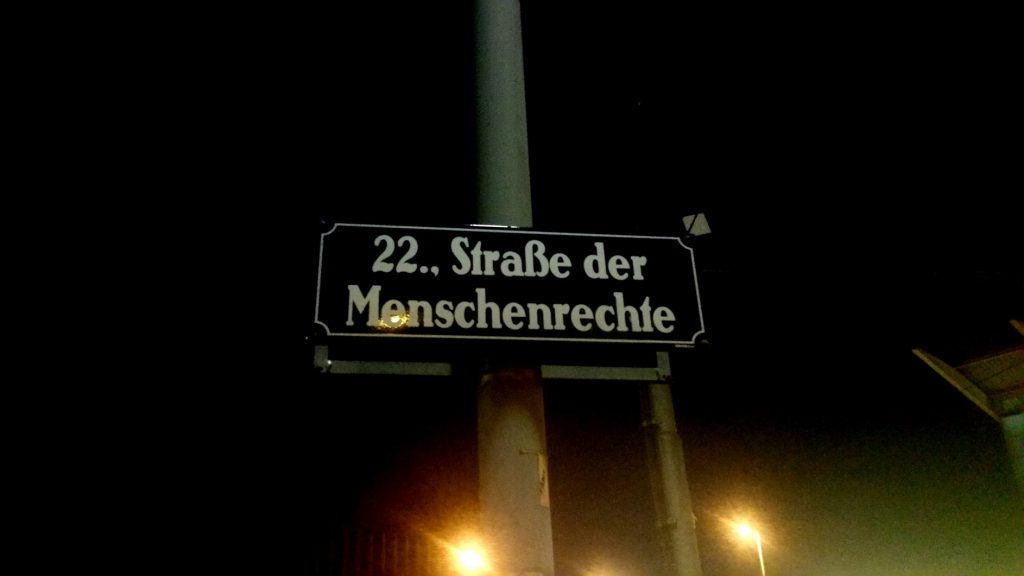 22., Straße der
Menschenrechte